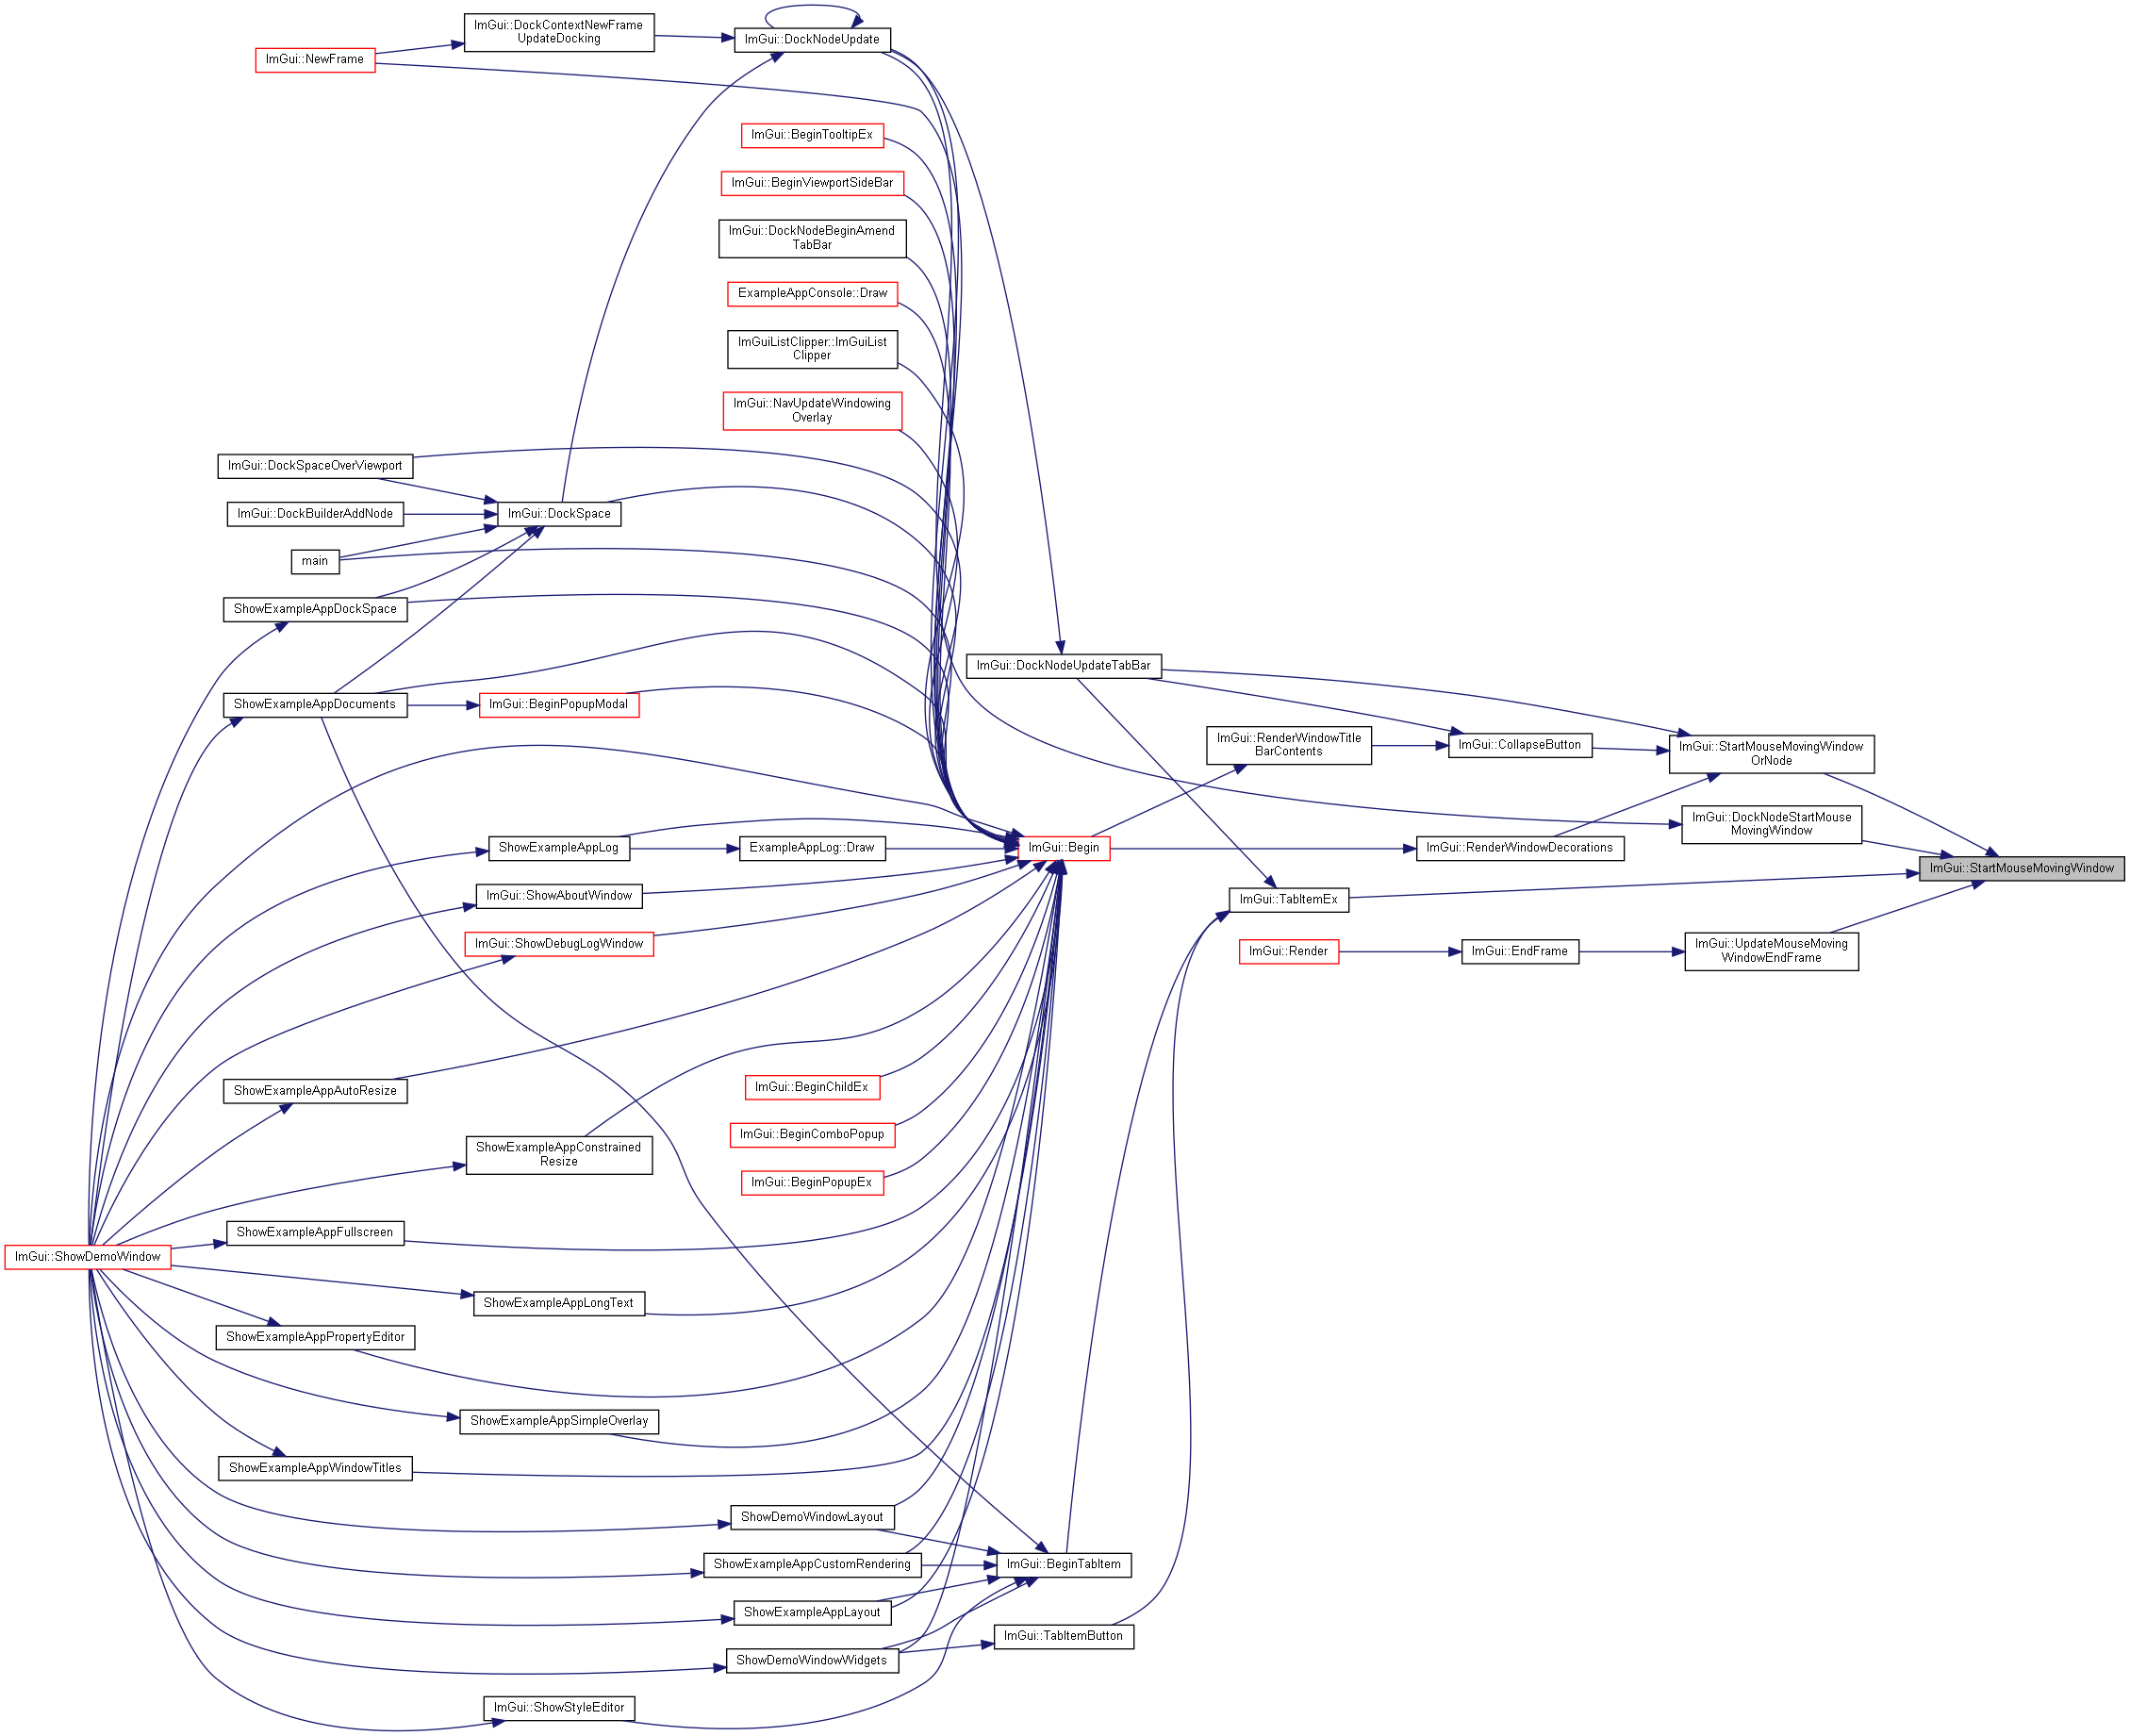 ImGui::DockContextNewFrame
UpdateDocking
ImGui::DockNodeUpdate
ImGui::NewFrame
ImGui::BeginTooltipEx
ImGui::BeginViewportSideBar
ImGui::DockNodeBeginAmend
TabBar
ExampleAppConsole::Draw
ImGuiListClipper::ImGuiList
Clipper
ImGui::NavUpdateWindowing
Overlay
ImGui::DockSpaceOverViewport
ImGui::DockBuilderAddNode
ImGui::DockSpace
main
ShowExampleAppDockSpace
ImGui::DockNodeUpdateTabBar
ShowExampleAppDocuments
ImGui::BeginPopupModal
ImGui::RenderWindowTitle
BarContents
ImGui::CollapseButton
ImGui::StartMouseMovingWindow
OrNode
ImGui::DockNodeStartMouse
MovingWindow
ShowExampleAppLog
ExampleAppLog::Draw
ImGui::Begin
ImGui::RenderWindowDecorations
ImGui::StartMouseMovingWindow
ImGui::ShowAboutWindow
ImGui::TabItemEx
ImGui::ShowDebugLogWindow
ImGui::Render
ImGui::EndFrame
ImGui::UpdateMouseMoving
WindowEndFrame
ShowExampleAppAutoResize
ImGui::BeginChildEx
ImGui::BeginComboPopup
ShowExampleAppConstrained
Resize
ImGui::BeginPopupEx
ShowExampleAppFullscreen
ImGui::ShowDemoWindow
ShowExampleAppLongText
ShowExampleAppPropertyEditor
ShowExampleAppSimpleOverlay
ShowExampleAppWindowTitles
ShowDemoWindowLayout
ShowExampleAppCustomRendering
ImGui::BeginTabItem
ShowExampleAppLayout
ImGui::TabItemButton
ShowDemoWindowWidgets
ImGui::ShowStyleEditor